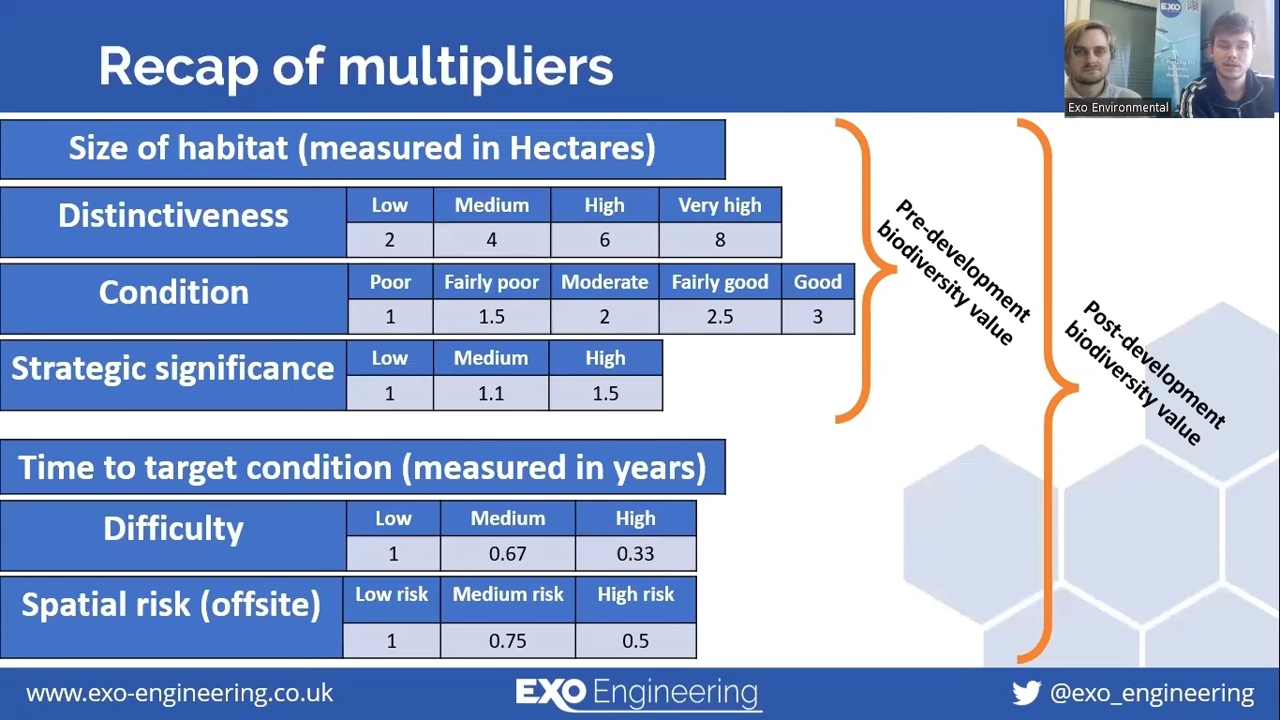 Recap of multipliers
EXO
Exo Environmental
Size of habitat (measured in Hectares)
Distinctiveness
Low Medium High Very high
2 4 6 8
Condition
Poor Fairly poor Moderate Fairly good Good
1 1.5 2 2.5 3
Strategic significance
Low Medium High
1 1.1 1.5
Pre-development
biodiversity value
Post-development
biodiversity value
Time to target condition (measured in years)
Difficulty
Low Medium High
1 0.67 0.33
Spatial risk (offsite)
Low risk Medium risk High risk
1 0.75 0.5
www.exo-engineering.co.uk
EXO Engineering
@exo_engineering